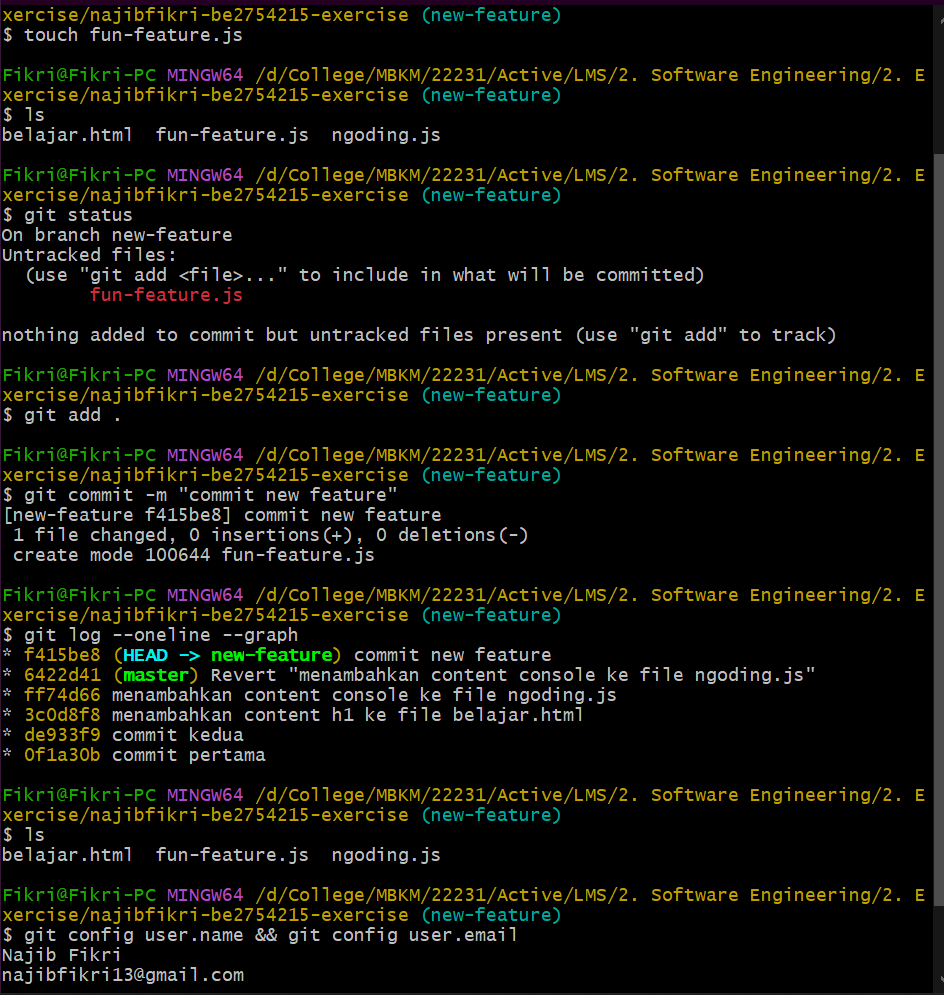 xercise/najibfikri-be2754215-exercise (new-feature)
$ touch fun-feature.js
Fikri@Fikri-PC MINGW64 /d/College/MBKM/22231/Active/LMS/2. Software Engineering/2. E
xercise/najibfikri-be2754215-exercise (new-feature)
$ ls
belajar.html  fun-feature.js  ngoding.js
Fikri@Fikri-PC MINGW64 /d/College/MBKM/22231/Active/LMS/2. Software Engineering/2. E
xercise/najibfikri-be2754215-exercise (new-feature)
$ git status
On branch new-feature
Untracked files:
  (use "git add <file>..." to include in what will be committed)
        fun-feature.js
nothing added to commit but untracked files present (use "git add" to track)
Fikri@Fikri-PC MINGW64 /d/College/MBKM/22231/Active/LMS/2. Software Engineering/2. E
xercise/najibfikri-be2754215-exercise (new-feature)
$ git add .
Fikri@Fikri-PC MINGW64 /d/College/MBKM/22231/Active/LMS/2. Software Engineering/2. E
xercise/najibfikri-be2754215-exercise (new-feature)
$ git commit -m "commit new feature"
[new-feature f415be8] commit new feature
 1 file changed, 0 insertions(+), 0 deletions(-)
 create mode 100644 fun-feature.js
Fikri@Fikri-PC MINGW64 /d/College/MBKM/22231/Active/LMS/2. Software Engineering/2. E
xercise/najibfikri-be2754215-exercise (new-feature)
$ git log --oneline --graph
* f415be8 (HEAD -> new-feature) commit new feature
* 6422d41 (master) Revert "menambahkan content console ke file ngoding.js"
* ff74d66 menambahkan content console ke file ngoding.js
* 3c0d8f8 menambahkan content h1 ke file belajar.html
* de933f9 commit kedua
* 0f1a30b commit pertama
Fikri@Fikri-PC MINGW64 /d/College/MBKM/22231/Active/LMS/2. Software Engineering/2. E
xercise/najibfikri-be2754215-exercise (new-feature)
$ ls
belajar.html  fun-feature.js  ngoding.js
Fikri@Fikri-PC MINGW64 /d/College/MBKM/22231/Active/LMS/2. Software Engineering/2. E
xercise/najibfikri-be2754215-exercise (new-feature)
$ git config user.name && git config user.email
Najib Fikri
najibfikri13@gmail.com